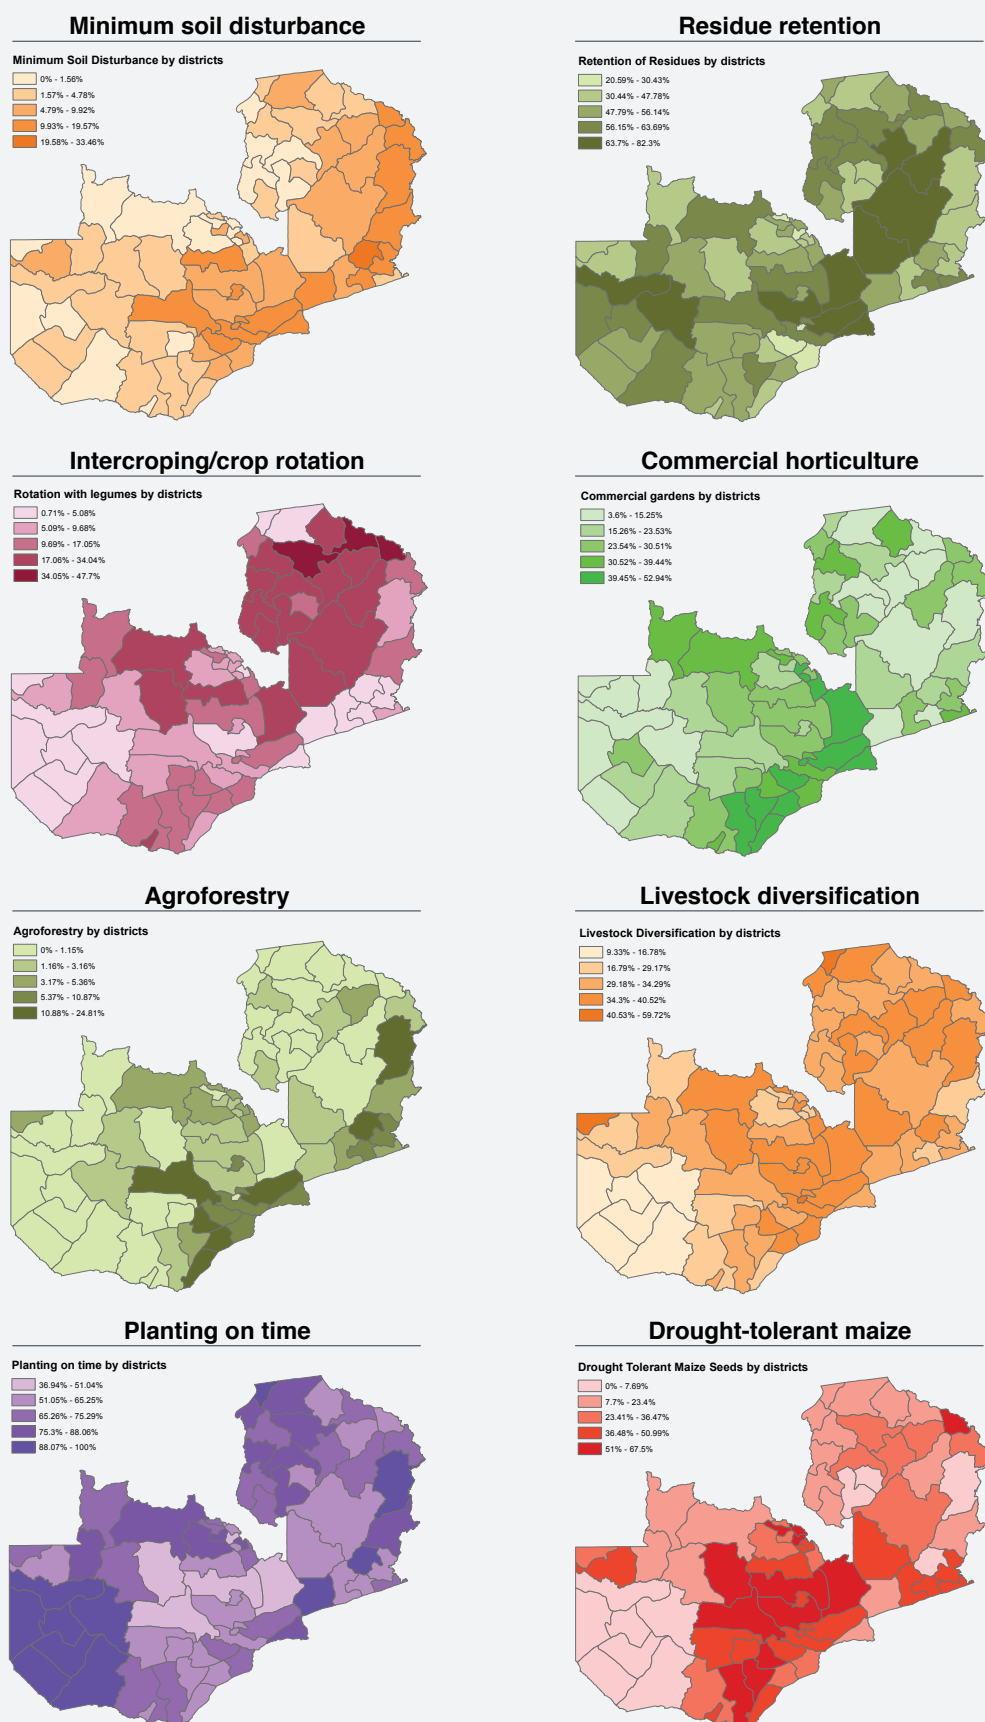 Minimum soil disturbance
Minimum Soil Disturbance by districts
0% - 1.56%
1.57% - 4.78%
4.79% - 9.92%
9.93% - 19.57%
19.58% - 33.46%
Residue retention
Retention of Residues by districts
20.59% - 30.43%
30.44% - 47.78%
47.79% - 56.14%
56.15% - 63.69%
63.7% - 82.3%
Intercroping/crop rotation
Rotation with legumes by districts
0.71% - 5.08%
5.09% - 9.68%
9.69% - 17.05%
17.06% - 34.04%
34.05% - 47.7%
Commercial horticulture
Commercial gardens by districts
3.6% - 15.25%
15.26% - 23.53%
23.54% - 30.51%
30.52% - 39.44%
39.45% - 52.94%
Agroforestry
Agroforestry by districts
0% - 1.15%
1.16% - 3.16%
3.17% - 5.36%
5.37% - 10.87%
10.88% - 24.81%
Livestock diversification
Livestock Diversification by districts
9.33% - 16.78%
16.79% - 29.17%
29.18% - 34.29%
34.3% - 40.52%
40.53% - 59.72%
Planting on time
Planting on time by districts
36.94% - 51.04%
51.05% - 65.25%
65.26% - 75.29%
75.3% - 88.06%
88.07% - 100%
Drought-tolerant maize
Drought Tolerant Maize Seeds by districts
0% - 7.69%
7.7% - 23.4%
23.41% - 36.47%
36.48% - 50.99%
51% - 67.5%